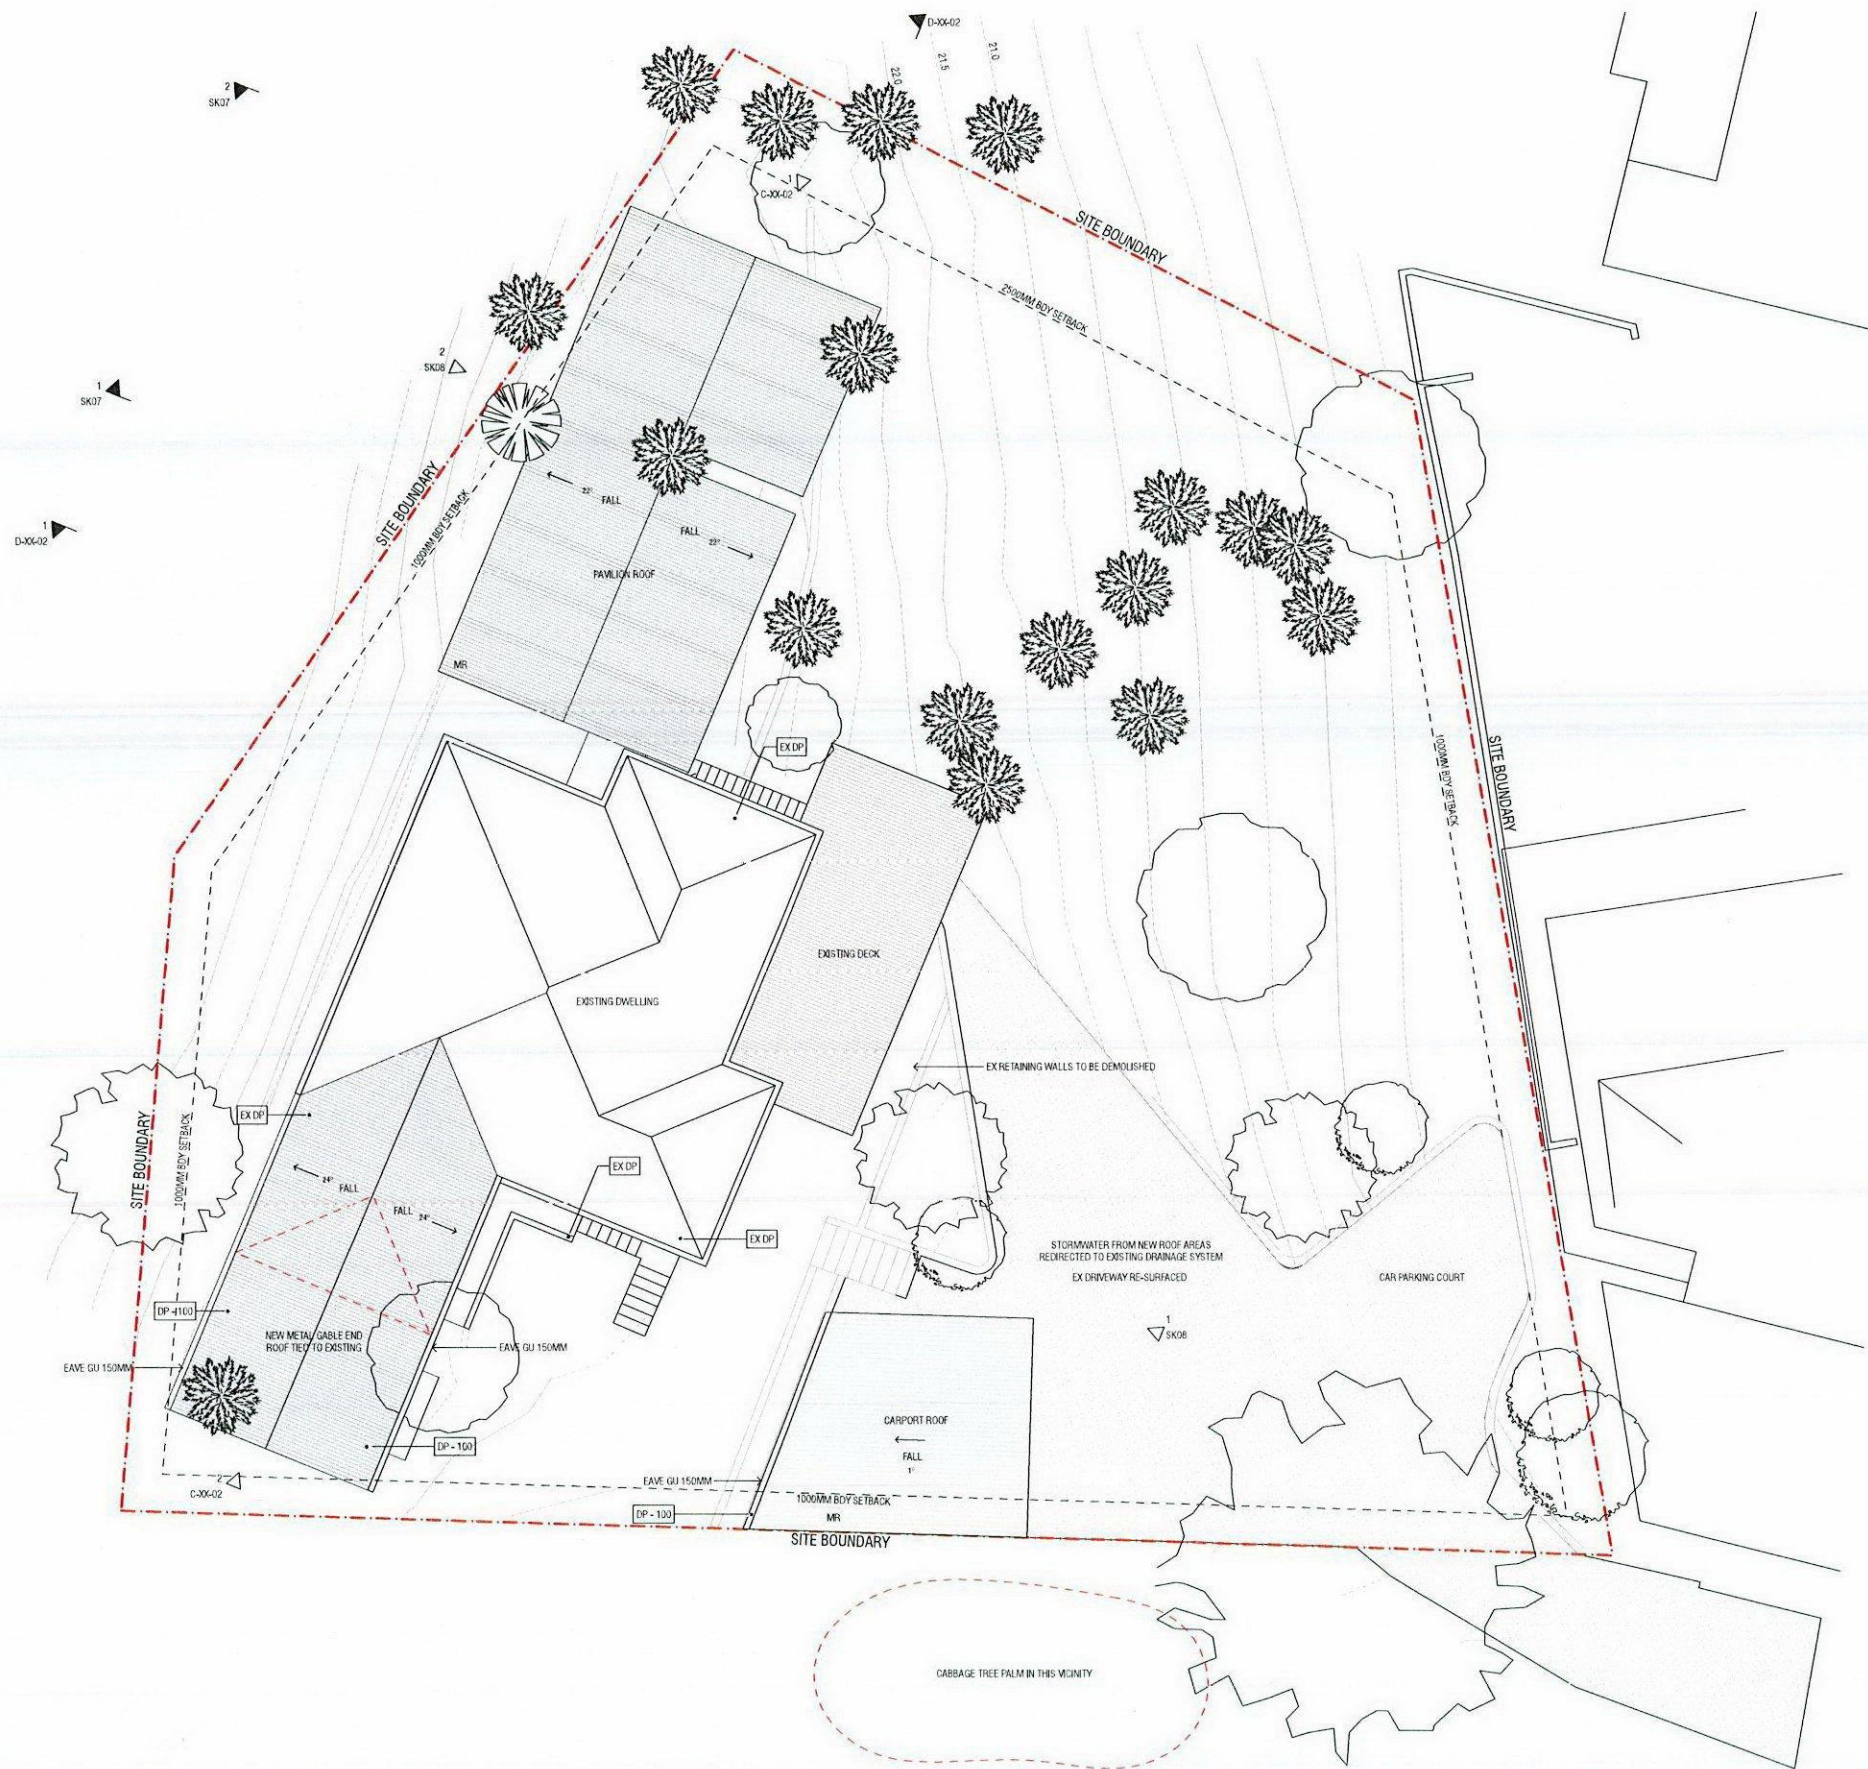 D-XX-02
2
SK07
22.0
21.5
21.0
1
C-XX-02
SITE BOUNDARY
2500MM BDY SETBACK
2
SK08
1
SK07
SITE BOUNDARY
1000MM BDY SETBACK
1
D-XX-02
22°
FALL
FALL
22°
PAVILION ROOF
MR
EX DP
SITE BOUNDARY
1000MM BDY SETBACK
EXISTING DECK
EXISTING DWELLING
EX RETAINING WALLS TO BE DEMOLISHED
EX DP
SITE BOUNDARY
1000MM BDY SETBACK
24°
FALL
FALL
24°
EX DP
EX DP
STORMWATER FROM NEW ROOF AREAS
REDIRECTED TO EXISTING DRAINAGE SYSTEM
EX DRIVEWAY RE-SURFACED
CAR PARKING COURT
DP - 100
1
SK08
NEW METAL GABLE END
ROOF TIED TO EXISTING
EAVE GU 150MM
EAVE GU 150MM
CARPORT ROOF
FALL
1°
DP - 100
2
C-XX-02
EAVE GU 150MM
1000MM BDY SETBACK
DP - 100
MR
SITE BOUNDARY
CABBAGE TREE PALM IN THIS VICINITY